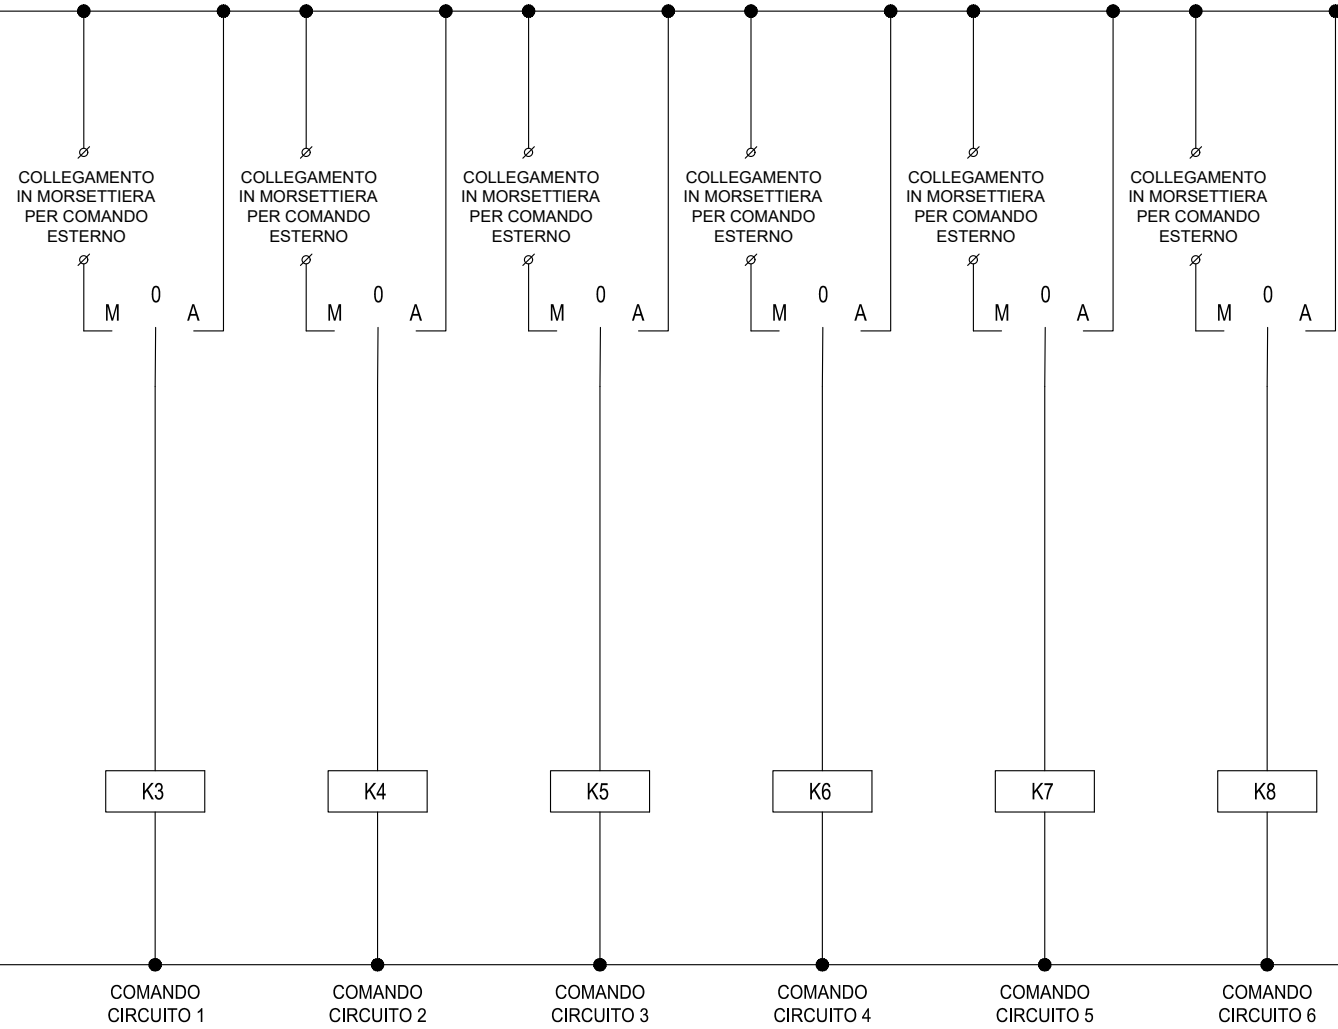 COLLEGAMENTO
IN MORSETTIERA
PER COMANDO
ESTERNO
COLLEGAMENTO
IN MORSETTIERA
PER COMANDO
ESTERNO
COLLEGAMENTO
IN MORSETTIERA
PER COMANDO
ESTERNO
COLLEGAMENTO
IN MORSETTIERA
PER COMANDO
ESTERNO
COLLEGAMENTO
IN MORSETTIERA
PER COMANDO
ESTERNO
COLLEGAMENTO
IN MORSETTIERA
PER COMANDO
ESTERNO
M 0 A
M 0 A
M 0 A
M 0 A
M 0 A
M 0 A
K3
K4
K5
K6
K7
K8
COMANDO
CIRCUITO 1
COMANDO
CIRCUITO 2
COMANDO
CIRCUITO 3
COMANDO
CIRCUITO 4
COMANDO
CIRCUITO 5
COMANDO
CIRCUITO 6